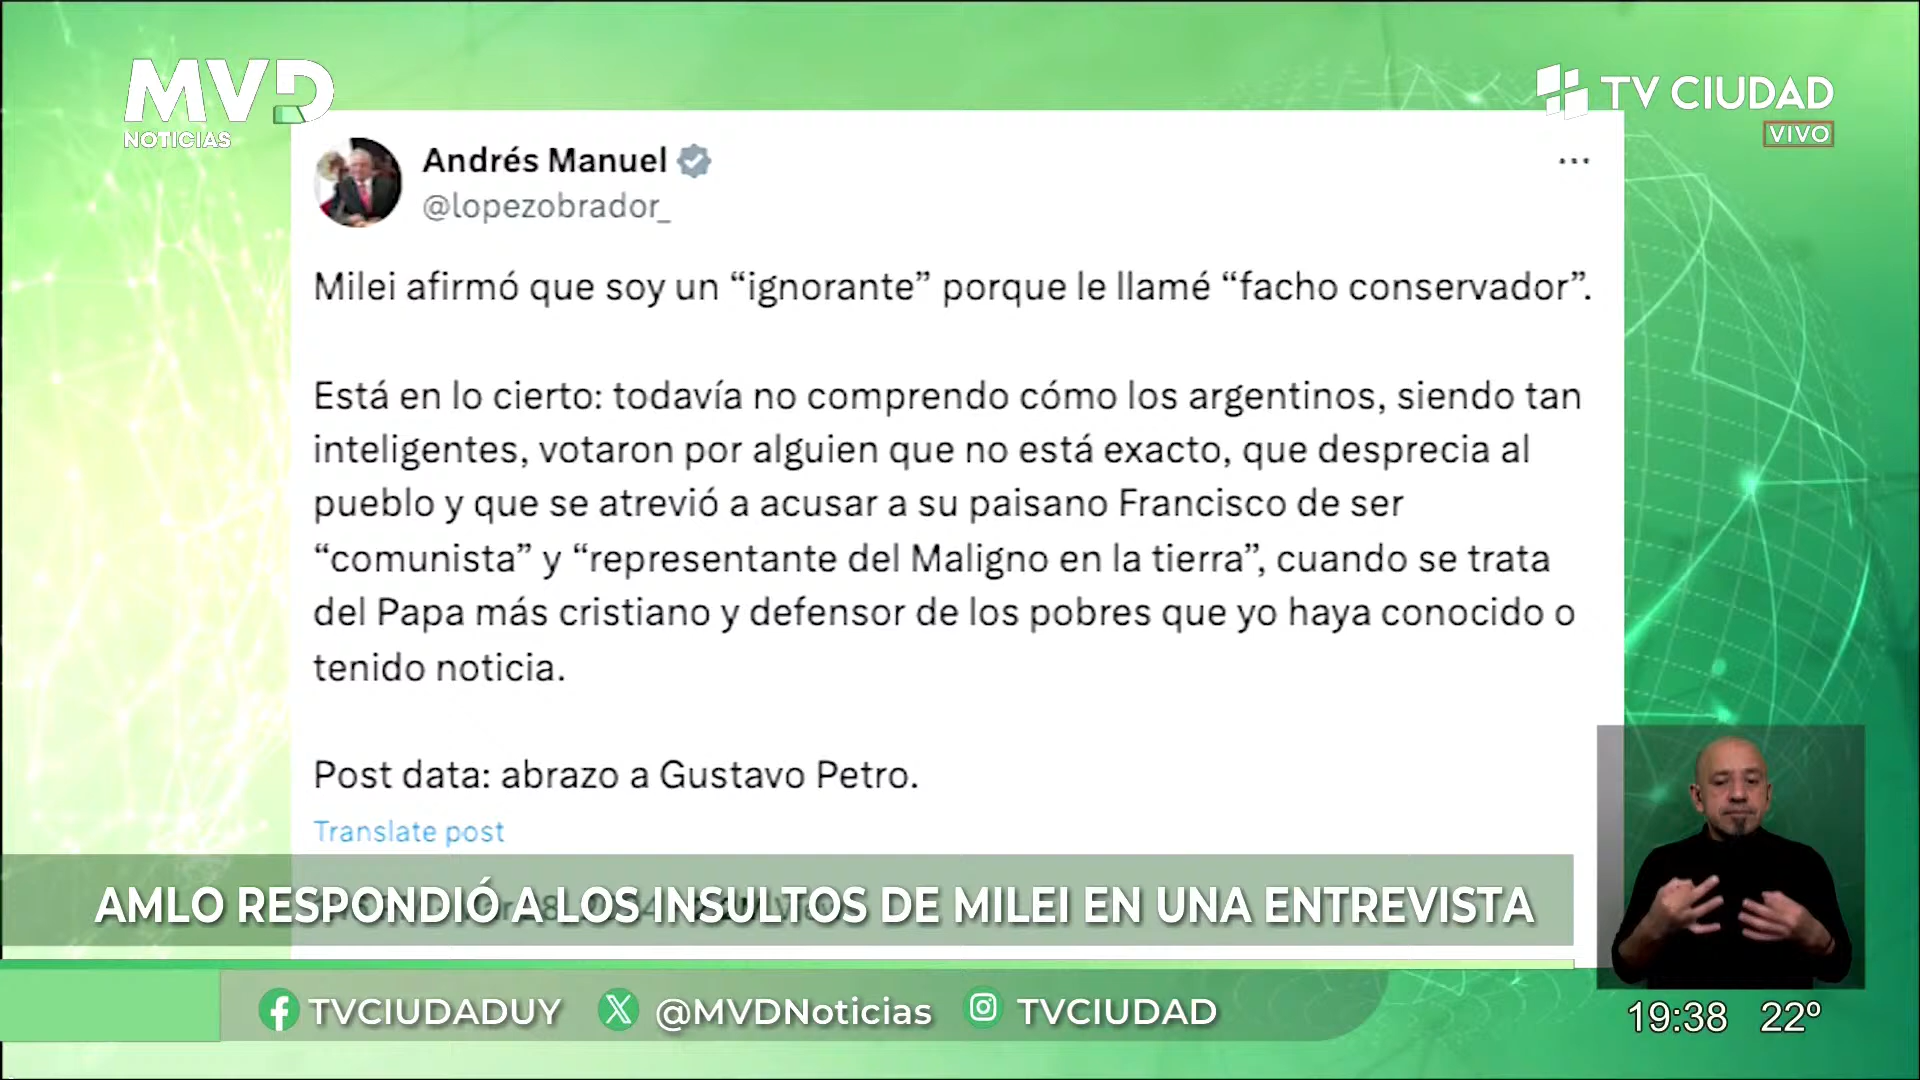 MVD
NOTICIAS
TV CIUDAD
VIVO
Andrés Manuel
@lopezobrador_
Milei afirmó que soy un “ignorante” porque le llamé “facho conservador”.
Está en lo cierto: todavía no comprendo cómo los argentinos, siendo tan
inteligentes, votaron por alguien que no está exacto, que desprecia al
pueblo y que se atrevió a acusar a su paisano Francisco de ser
“comunista” y “representante del Maligno en la tierra”, cuando se trata
del Papa más cristiano y defensor de los pobres que yo haya conocido o
tenido noticia.
Post data: abrazo a Gustavo Petro.
Translate post
AMLO RESPONDIÓ A LOS INSULTOS DE MILEI EN UNA ENTREVISTA
TVCIUDADUY @MVDNoticias TVCIUDAD
19:38 22º